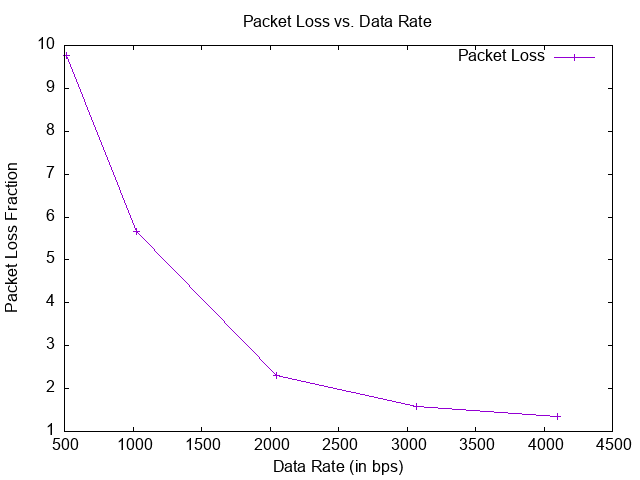 Packet Loss vs. Data Rate
Packet Loss
10
9
8
7
6
5
4
3
2
1
Packet Loss Fraction
500 1000 1500 2000 2500 3000 3500 4000 4500
Data Rate (in bps)